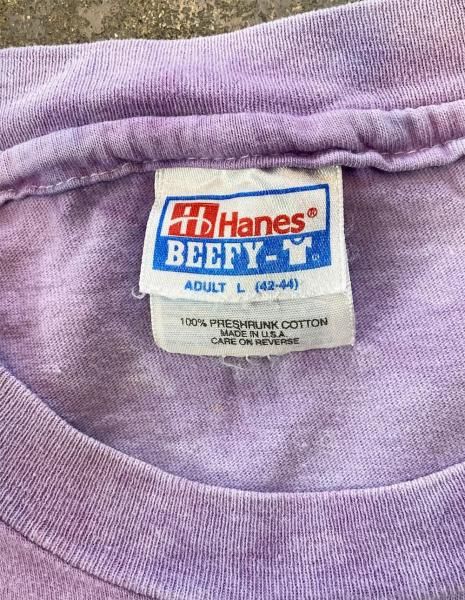 Hanes®
BEEFY-T®
ADULT L (42-44)
100% PRESHRUNK COTTON
MADE IN U.S.A.
CARE ON REVERSE